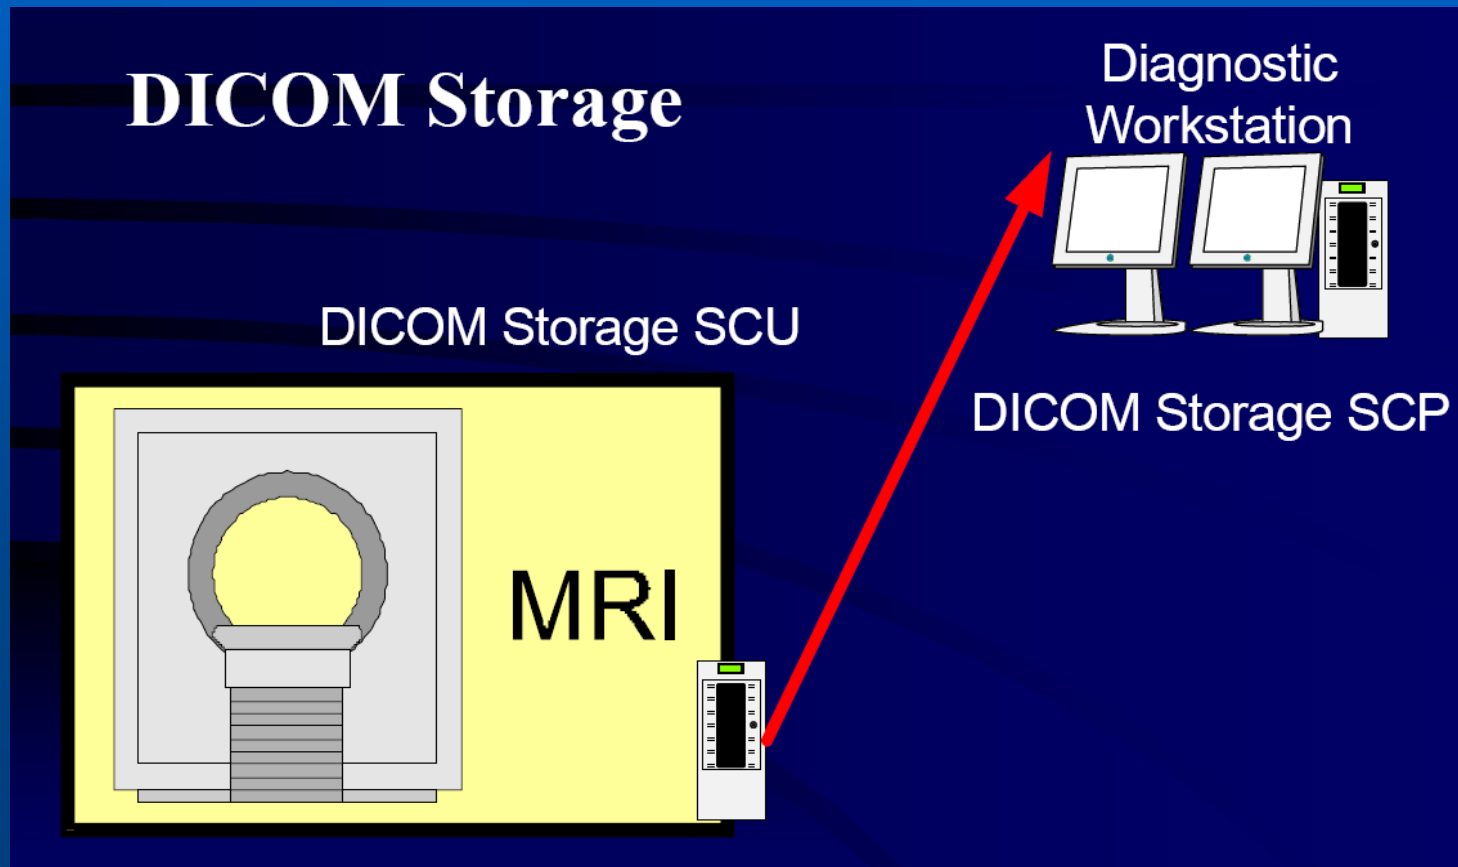 DICOM Storage
Diagnostic
Workstation
DICOM Storage SCU
DICOM Storage SCP
MRI